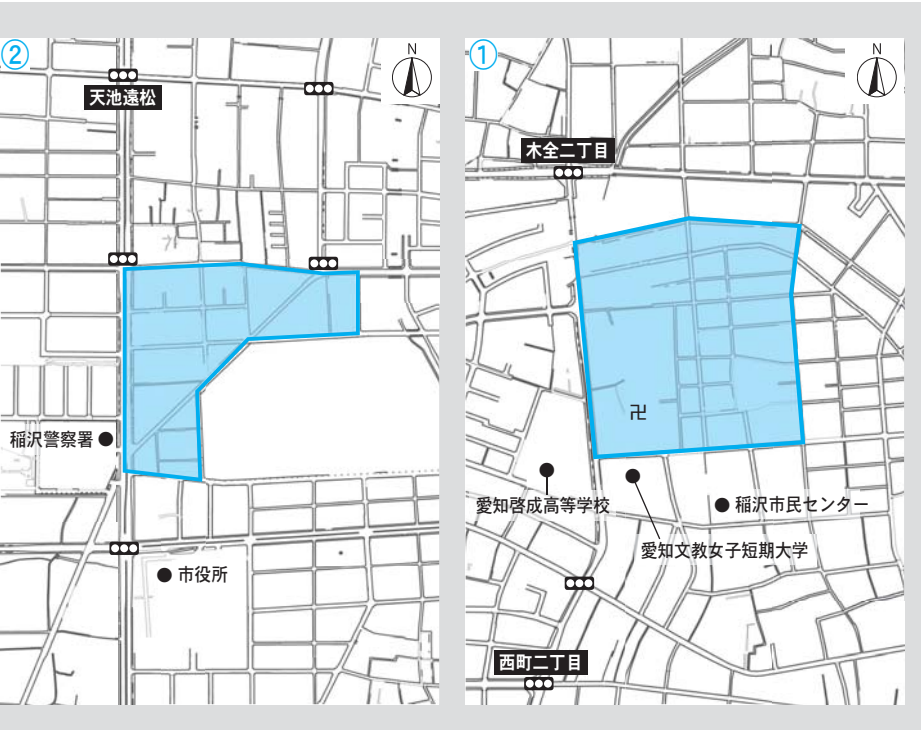 ②
N
天池遠松
稲沢警察署
市役所
①
N
木全二丁目
卍
愛知啓成高等学校
稲沢市民センター
愛知文教女子短期大学
西町二丁目